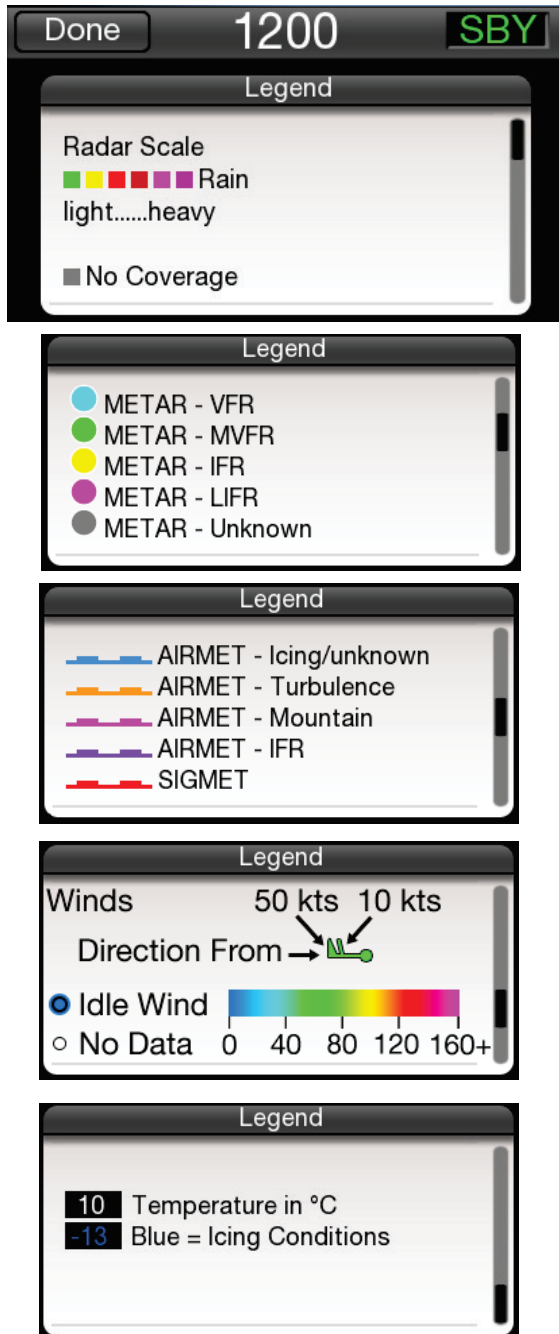 Done 1200 SBY
Legend
Radar Scale
Rain
light......heavy
No Coverage
Legend
METAR - VFR
METAR - MVFR
METAR - IFR
METAR - LIFR
METAR - Unknown
Legend
AIRMET - Icing/unknown
AIRMET - Turbulence
AIRMET - Mountain
AIRMET - IFR
SIGMET
Legend
Winds 50 kts 10 kts
Direction From
Idle Wind
No Data 0 40 80 120 160+
Legend
10 Temperature in °C
-13 Blue = Icing Conditions